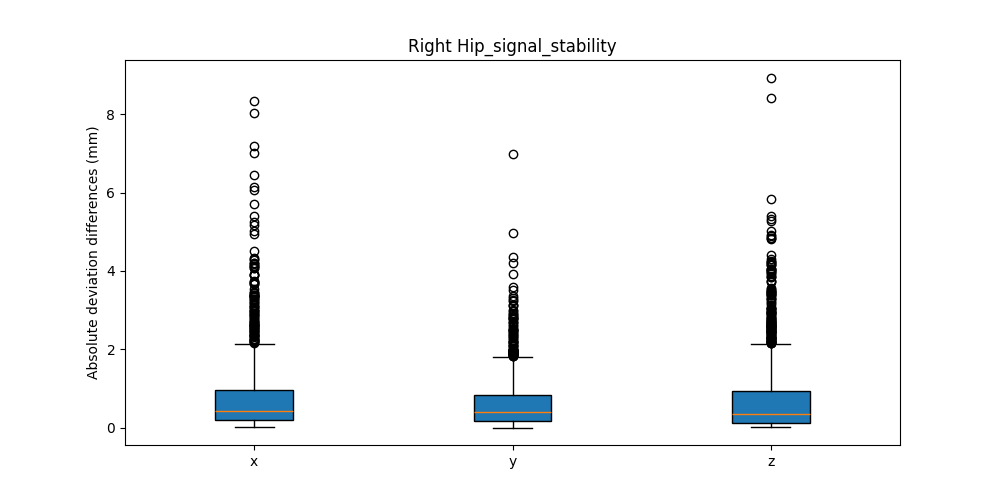 Right Hip_signal_stability
Absolute deviation differences (mm)
8
6
4
2
0
x y z